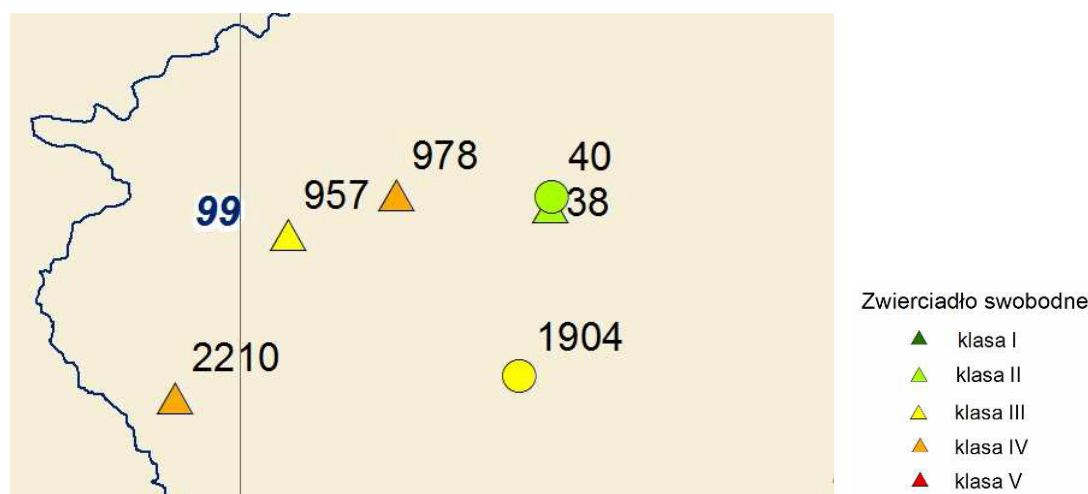 978
40
957
38
99
1904
2210
Zwierciadło swobodne
klasa I
klasa II
klasa III
klasa IV
klasa V